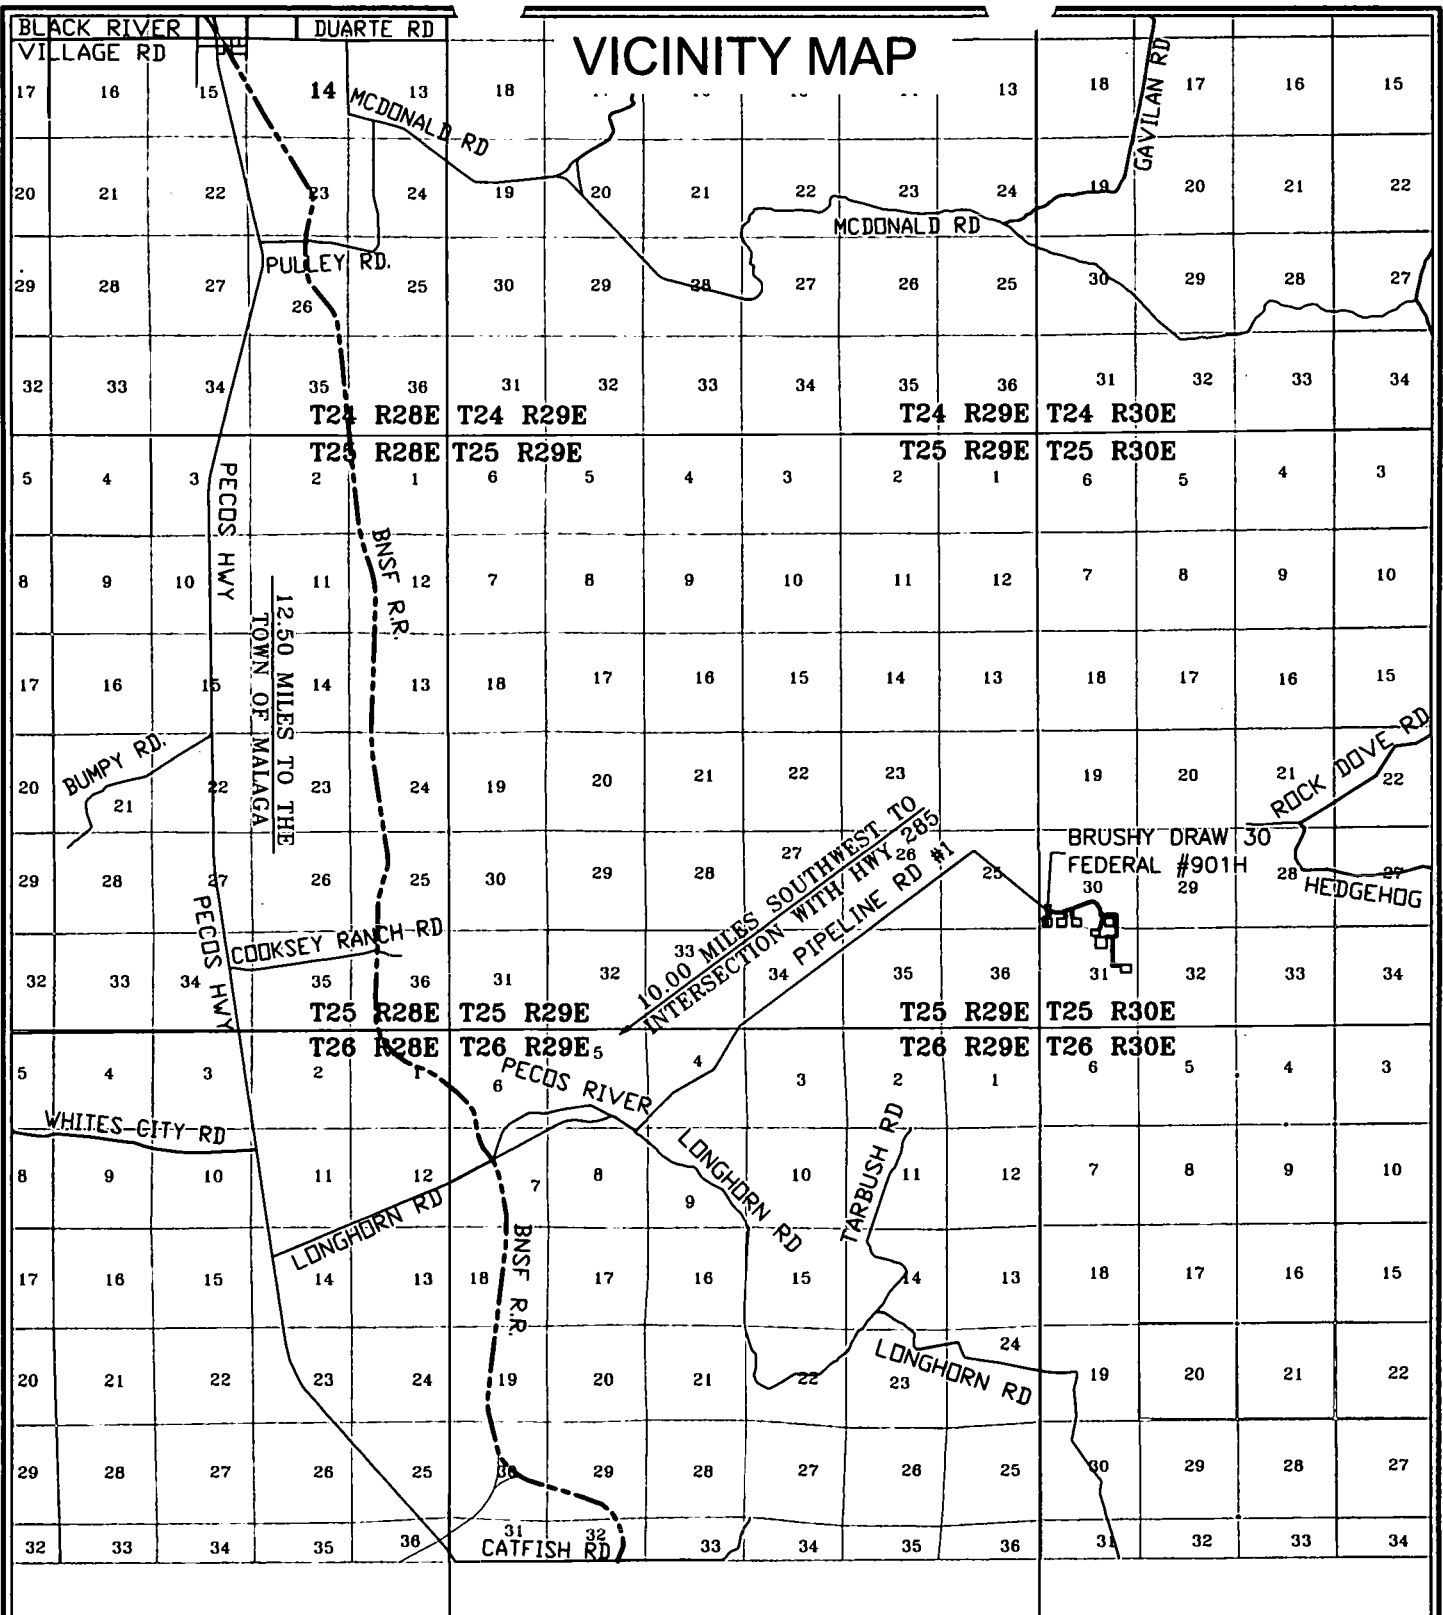 BLACK RIVER DUARTE RD
VILLAGE RD
VICINITY MAP
17 16 15 14 13 18 13 18 17 16 15
MCDONALD RD
GAVILAN RD
20 21 22 23 24 19 20 21 22 23 24 19 20 21 22
MCDONALD RD
PULLEY RD.
29 28 27 26 25 30 29 28 27 26 25 30 29 28 27
32 33 34 35 36 31 32 33 34 35 36 31 32 33 34
T24 R28E T24 R29E T24 R29E T24 R30E
T25 R28E T25 R29E T25 R29E T25 R30E
5 4 3 2 1 6 5 4 3 2 1 6 5 4 3
PECOS HWY
BNSF R.R.
8 9 10 11 12 7 8 9 10 11 12 7 8 9 10
12.50 MILES TO THE
TOWN OF MALAGA
17 16 15 14 13 18 17 16 15 14 13 18 17 16 15
BUMPY RD.
ROCK DOVE RD
20 21 22 23 24 19 20 21 22 23 19 20 21 22
10.00 MILES SOUTHWEST TO
INTERSECTION WITH HWY 285
PIPELINE RD #1
BRUSHY DRAW 30
FEDERAL #901H
29 28 27 26 25 30 29 28 27 26 25 30 29 28 27
HEDGEHOG
PECOS HWY
COOKSEY RANCH RD
32 33 34 35 36 31 32 33 34 35 36 31 32 33 34
T25 R28E T25 R29E T25 R29E T25 R30E
T26 R28E T26 R29E T26 R29E T26 R30E
5 4 3 2 1 6 5 4 3 2 1 6 5 4 3
PECOS RIVER
WHITES CITY RD
8 9 10 11 12 7 8 9 10 11 12 7 8 9 10
LONGHORN RD
LONGHORN RD
TARBUSH RD
BNSF R.R.
17 16 15 14 13 18 17 16 15 14 13 18 17 16 15
20 21 22 23 24 19 20 21 22 23 24 19 20 21 22
LONGHORN RD
29 28 27 26 25 30 29 28 27 26 25 30 29 28 27
32 33 34 35 36 31 32 33 34 35 36 31 32 33 34
CATFISH RD